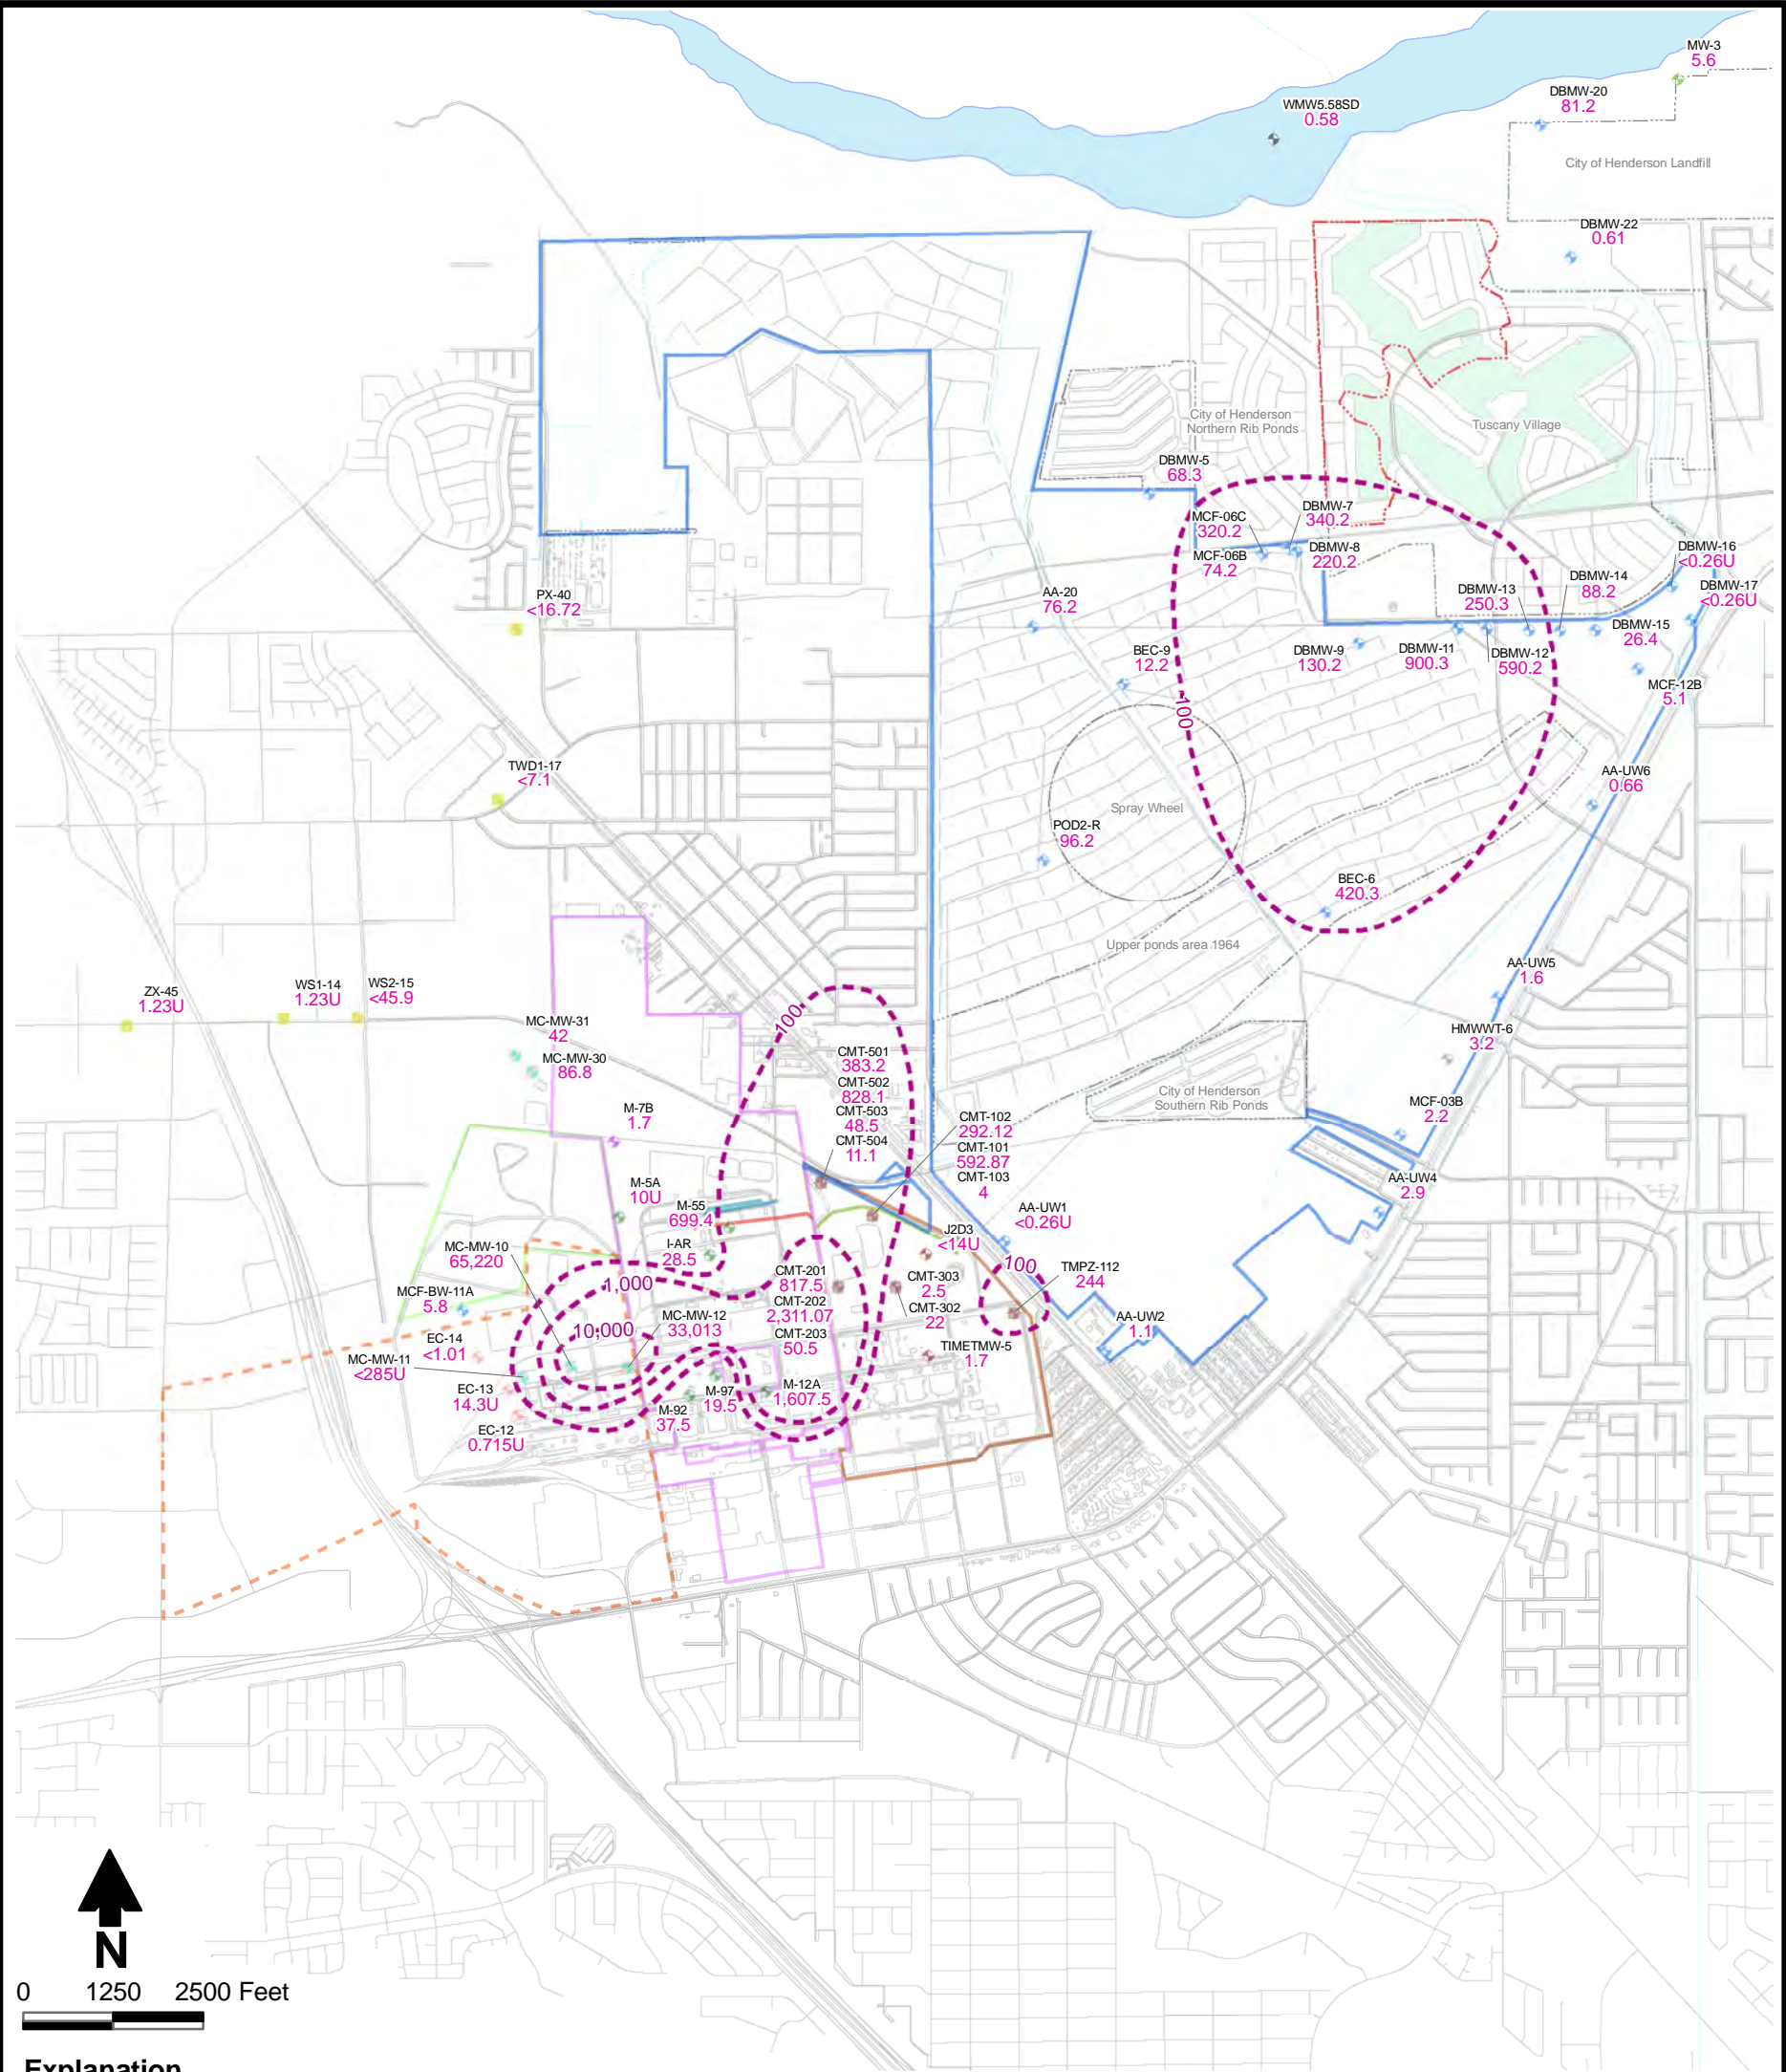 MW-3
5.6
DBMW-20
81.2
WMW5.58SD
0.58
City of Henderson Landfill
DBMW-22
0.61
City of Henderson
Northern Rib Ponds
Tuscany Village
DBMW-5
68.3
MCF-06C
320.2
DBMW-7
340.2
MCF-06B
74.2
DBMW-8
220.2
DBMW-16
<0.26U
DBMW-14
88.2
DBMW-13
250.3
DBMW-17
<0.26U
PX-40
<16.72
AA-20
76.2
DBMW-15
26.4
BEC-9
12.2
DBMW-9
130.2
DBMW-11
900.3
DBMW-12
590.2
MCF-12B
5.1
100
TWD1-17
<7.1
AA-UW6
0.66
Spray Wheel
POD2-R
96.2
BEC-6
420.3
Upper ponds area 1964
AA-UW5
1.6
ZX-45
1.23U
WS1-14
1.23U
WS2-15
<45.9
100
MC-MW-31
42
HMWWT-6
3.2
MC-MW-30
86.8
CMT-501
383.2
CMT-502
828.1
CMT-503
48.5
CMT-504
11.1
City of Henderson
Southern Rib Ponds
M-7B
1.7
MCF-03B
2.2
CMT-102
292.12
CMT-101
592.87
CMT-103
4
M-5A
10U
AA-UW4
2.9
M-55
699.4
AA-UW1
<0.26U
J2D3
<14U
MC-MW-10
65,220
I-AR
28.5
100
TMPZ-112
244
CMT-201
817.5
CMT-202
2,311.07
CMT-203
50.5
CMT-303
2.5
CMT-302
22
1,000
MCF-BW-11A
5.8
MC-MW-12
33,013
AA-UW2
1.1
10,000
EC-14
<1.01
MC-MW-11
<285U
TIMETMW-5
1.7
EC-13
14.3U
M-97
19.5
M-12A
1,607.5
M-92
37.5
EC-12
0.715U
N
0 1250 2500 Feet
Explanation